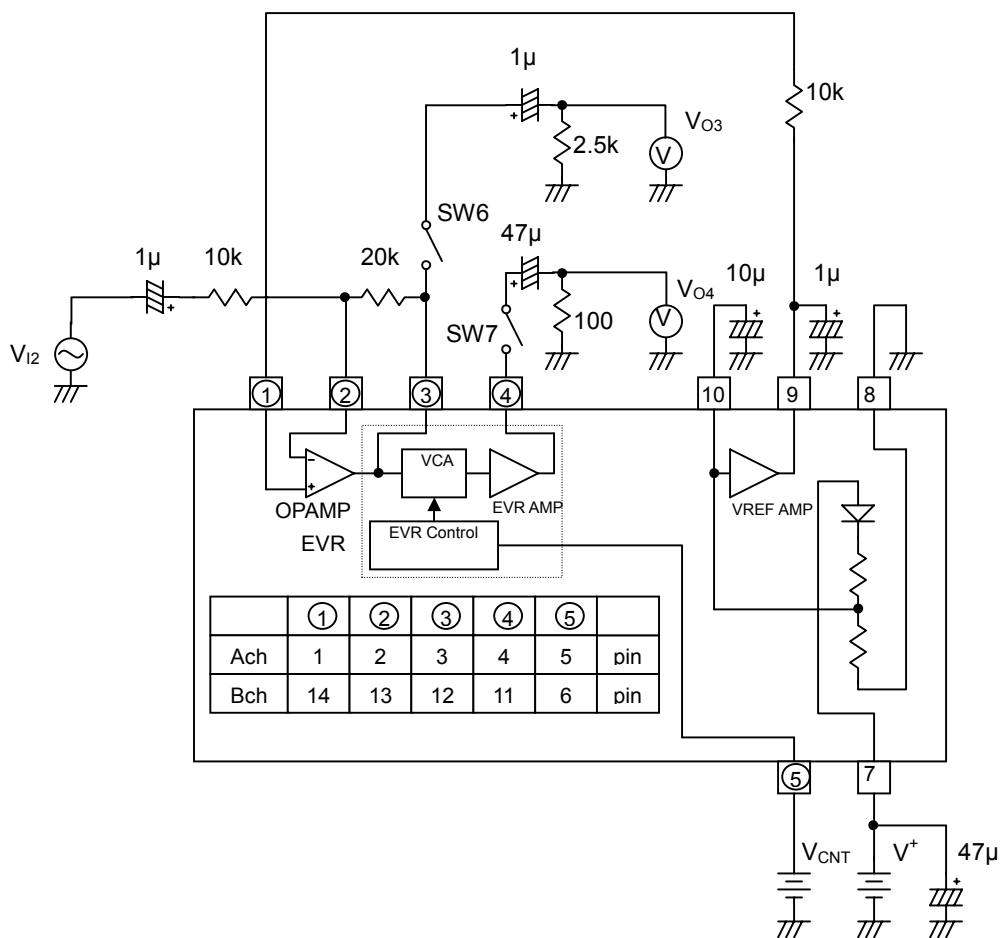 1µ
10k
2.5k
V_O3
SW6
47µ
1µ
10k
20k
10µ
1µ
V_O4
100
SW7
V_I2
① ② ③ ④ 10 9 8
VCA
OPAMP
EVR AMP
VREF AMP
EVR
EVR Control
① ② ③ ④ ⑤
Ach 1 2 3 4 5 pin
Bch 14 13 12 11 6 pin
⑤ 7
V_CNT
V⁺
47µ